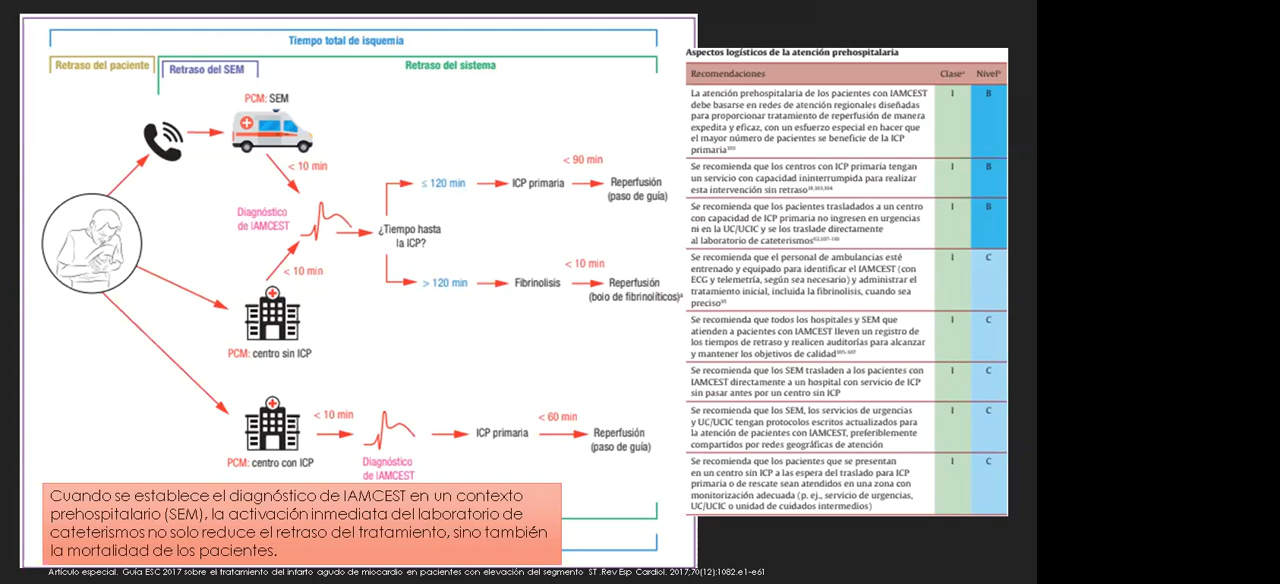 Tiempo total de isquemia
Retraso del paciente
Retraso del SEM
Retraso del sistema
PCM: SEM
< 10 min
Diagnóstico
de IAMCEST
< 10 min
¿Tiempo hasta
la ICP?
≤ 120 min
ICP primaria
< 90 min
Reperfusión
(paso de guía)
> 120 min
Fibrinolisis
< 10 min
Reperfusión
(bolo de fibrinolíticos)ª
PCM: centro sin ICP
PCM: centro con ICP
< 10 min
Diagnóstico
de IAMCEST
ICP primaria
< 60 min
Reperfusión
(paso de guía)
Cuando se establece el diagnóstico de IAMCEST en un contexto
prehospitalario (SEM), la activación inmediata del laboratorio de
cateterismos no solo reduce el retraso del tratamiento, sino también
la mortalidad de los pacientes.
Aspectos logísticos de la atención prehospitalaria
Recomendaciones Claseª Nivelᵇ
La atención prehospitalaria de los pacientes con IAMCEST I B
debe basarse en redes de atención regionales diseñadas
para proporcionar tratamiento de reperfusión de manera
expedita y eficaz, con un esfuerzo especial en hacer que
el mayor número de pacientes se beneficie de la ICP
primaria
Se recomienda que los centros con ICP primaria tengan I B
un servicio con capacidad ininterrumpida para realizar
esta intervención sin retraso
Se recomienda que los pacientes trasladados a un centro I B
con capacidad de ICP primaria no ingresen en urgencias
ni en la UC/UCIC y se los traslade directamente
al laboratorio de cateterismos
Se recomienda que el personal de ambulancias esté I C
entrenado y equipado para identificar el IAMCEST (con
ECG y telemetría, según sea necesario) y administrar el
tratamiento inicial, incluida la fibrinolisis, cuando sea
preciso
Se recomienda que todos los hospitales y SEM que I C
atienden a pacientes con IAMCEST lleven un registro de
los tiempos de retraso y realicen auditorías para alcanzar
y mantener los objetivos de calidad
Se recomienda que los SEM trasladen a los pacientes con I C
IAMCEST directamente a un hospital con servicio de ICP
sin pasar antes por un centro sin ICP
Se recomienda que los SEM, los servicios de urgencias I C
y UC/UCIC tengan protocolos escritos actualizados para
la atención de pacientes con IAMCEST, preferiblemente
compartidos por redes geográficas de atención
Se recomienda que los pacientes que se presentan I C
en un centro sin ICP a las espera del traslado para ICP
primaria o de rescate sean atendidos en una zona con
monitorización adecuada (p. ej., servicio de urgencias,
UC/UCIC o unidad de cuidados intermedios)
Artículo especial. Guía ESC 2017 sobre el tratamiento del infarto agudo de miocardio en pacientes con elevación del segmento ST .Rev Esp Cardiol. 2017;70(12):1082.e1-e61